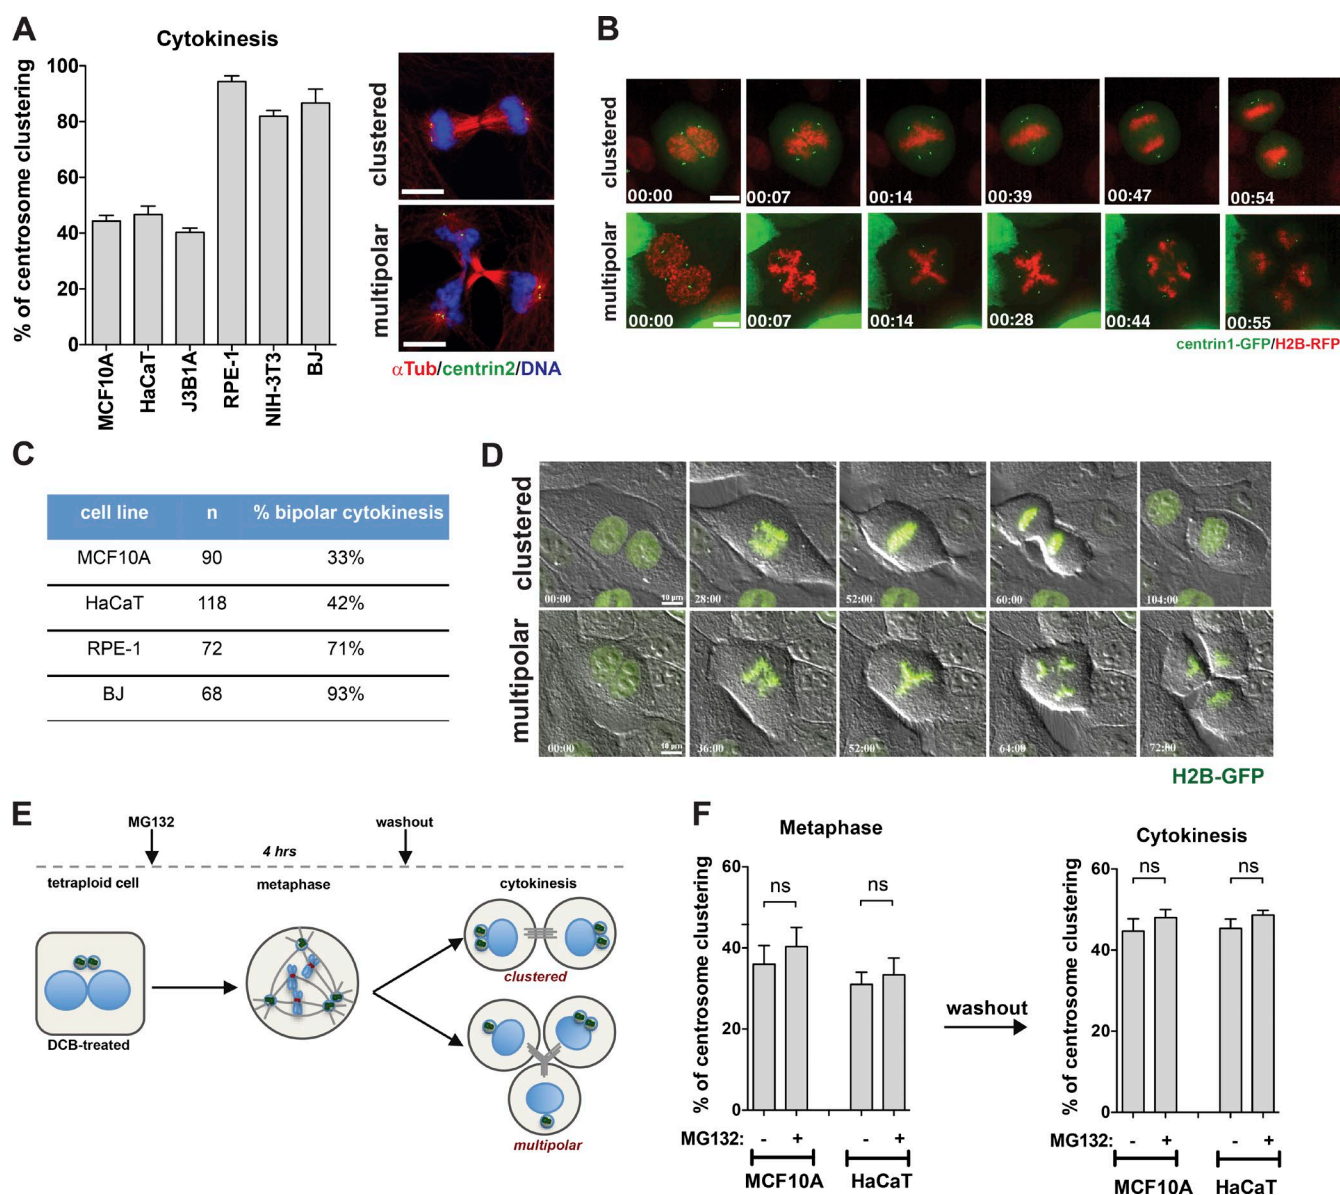 A
Cytokinesis
% of centrosome clustering
100
80
60
40
20
0
MCF10A
HaCaT
J3B1A
RPE-1
NIH-3T3
BJ
clustered
multipolar
αTub/centrin2/DNA
B
clustered
00:00
00:07
00:14
00:39
00:47
00:54
multipolar
00:00
00:07
00:14
00:28
00:44
00:55
centrin1-GFP/H2B-RFP
C
cell line n % bipolar cytokinesis
MCF10A 90 33%
HaCaT 118 42%
RPE-1 72 71%
BJ 68 93%
D
clustered
00:00 10 µm
28:00
52:00
60:00
104:00
multipolar
00:00 10 µm
36:00
52:00
64:00
72:00
H2B-GFP
E
MG132
washout
4 hrs
tetraploid cell
metaphase
cytokinesis
DCB-treated
clustered
multipolar
F
Metaphase
% of centrosome clustering
60
40
20
0
ns
ns
MG132: - + - +
MCF10A HaCaT
washout
Cytokinesis
% of centrosome clustering
60
40
20
0
ns
ns
MG132: - + - +
MCF10A HaCaT